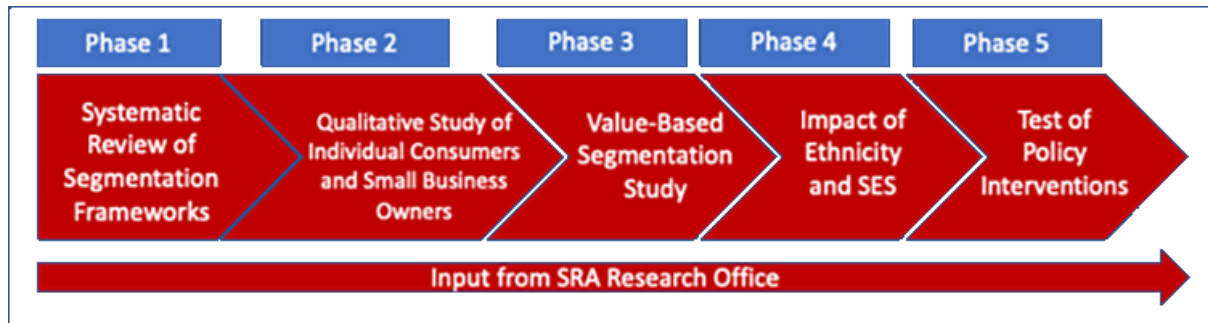 Phase 1
Phase 2
Phase 3
Phase 4
Phase 5
Systematic
Review of
Segmentation
Frameworks
Qualitative Study of
Individual Consumers
and Small Business
Owners
Value-Based
Segmentation
Study
Impact of
Ethnicity
and SES
Test of
Policy
Interventions
Input from SRA Research Office